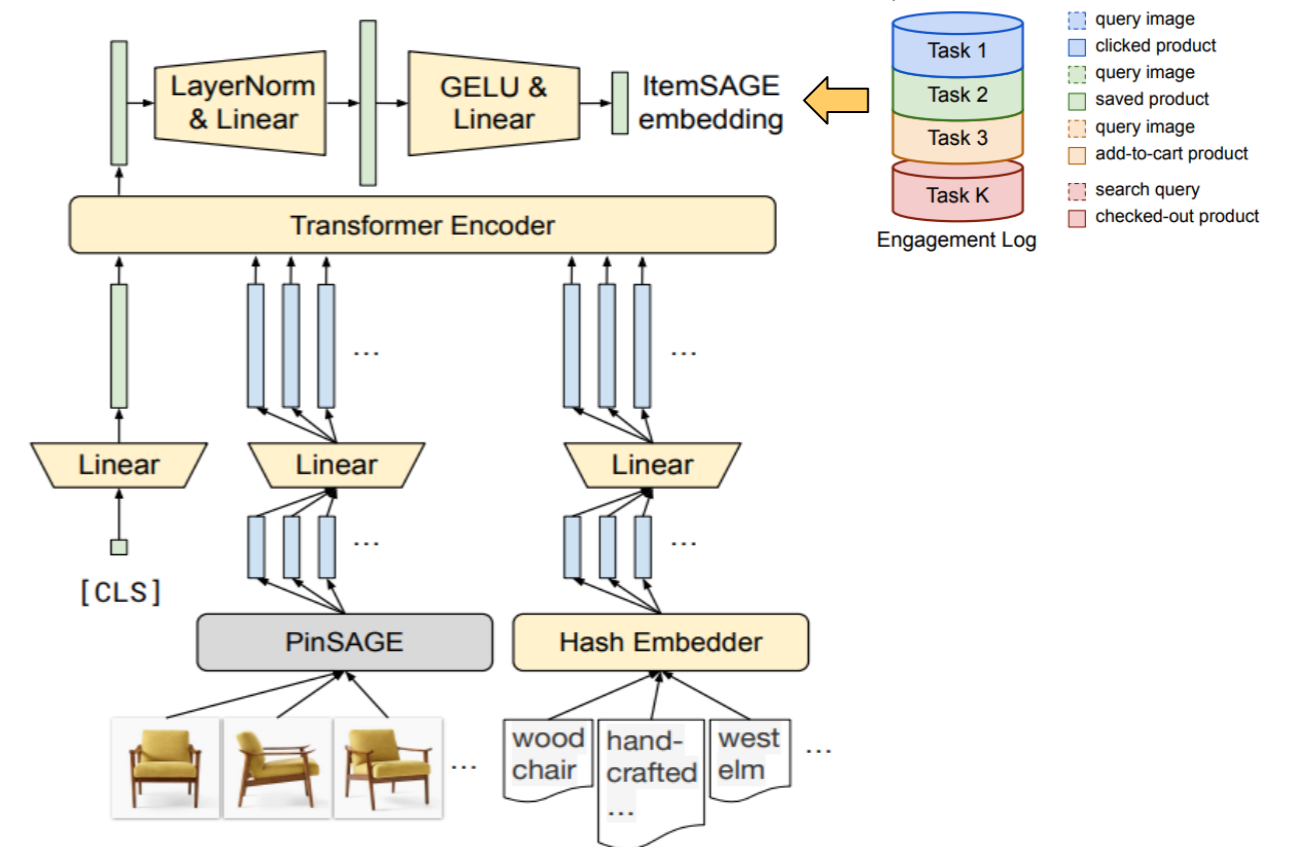 LayerNorm
& Linear
GELU &
Linear
ItemSAGE
embedding
Transformer Encoder
...
...
Linear
Linear
Linear
...
...
[CLS]
PinSAGE
Hash Embedder
...
wood
chair
hand-
crafted
...
west
elm
...
Task 1
Task 2
Task 3
Task K
Engagement Log
query image
clicked product
query image
saved product
query image
add-to-cart product
search query
checked-out product